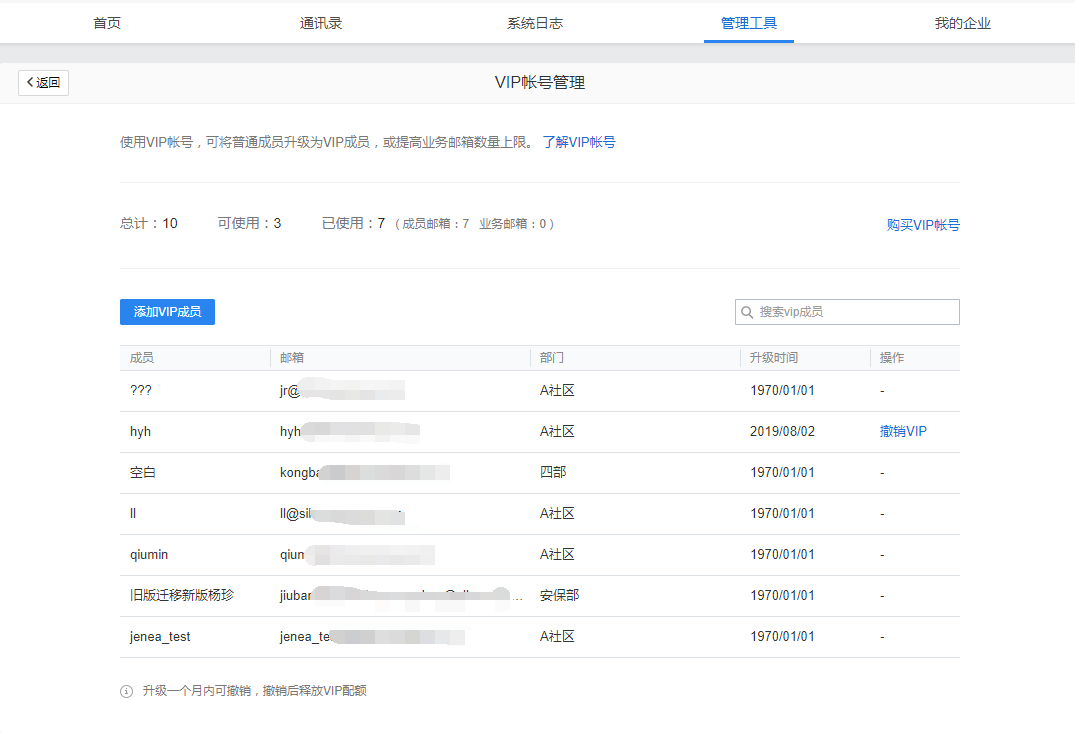 首页 通讯录 系统日志 管理工具 我的企业
返回 VIP帐号管理
使用VIP帐号，可将普通成员升级为VIP成员，或提高业务邮箱数量上限。 了解VIP帐号
总计：10 可使用：3 已使用：7 （成员邮箱：7 业务邮箱：0） 购买VIP帐号
添加VIP成员 搜索vip成员
成员 邮箱 部门 升级时间 操作
??? jr@ A社区 1970/01/01 -
hyh hyh A社区 2019/08/02 撤销VIP
空白 kongba 四部 1970/01/01 -
ll ll@sil A社区 1970/01/01 -
qiumin qium A社区 1970/01/01 -
旧版迁移新版杨珍 jiuban ... 安保部 1970/01/01 -
jenea_test jenea_te A社区 1970/01/01 -
升级一个月内可撤销，撤销后释放VIP配额